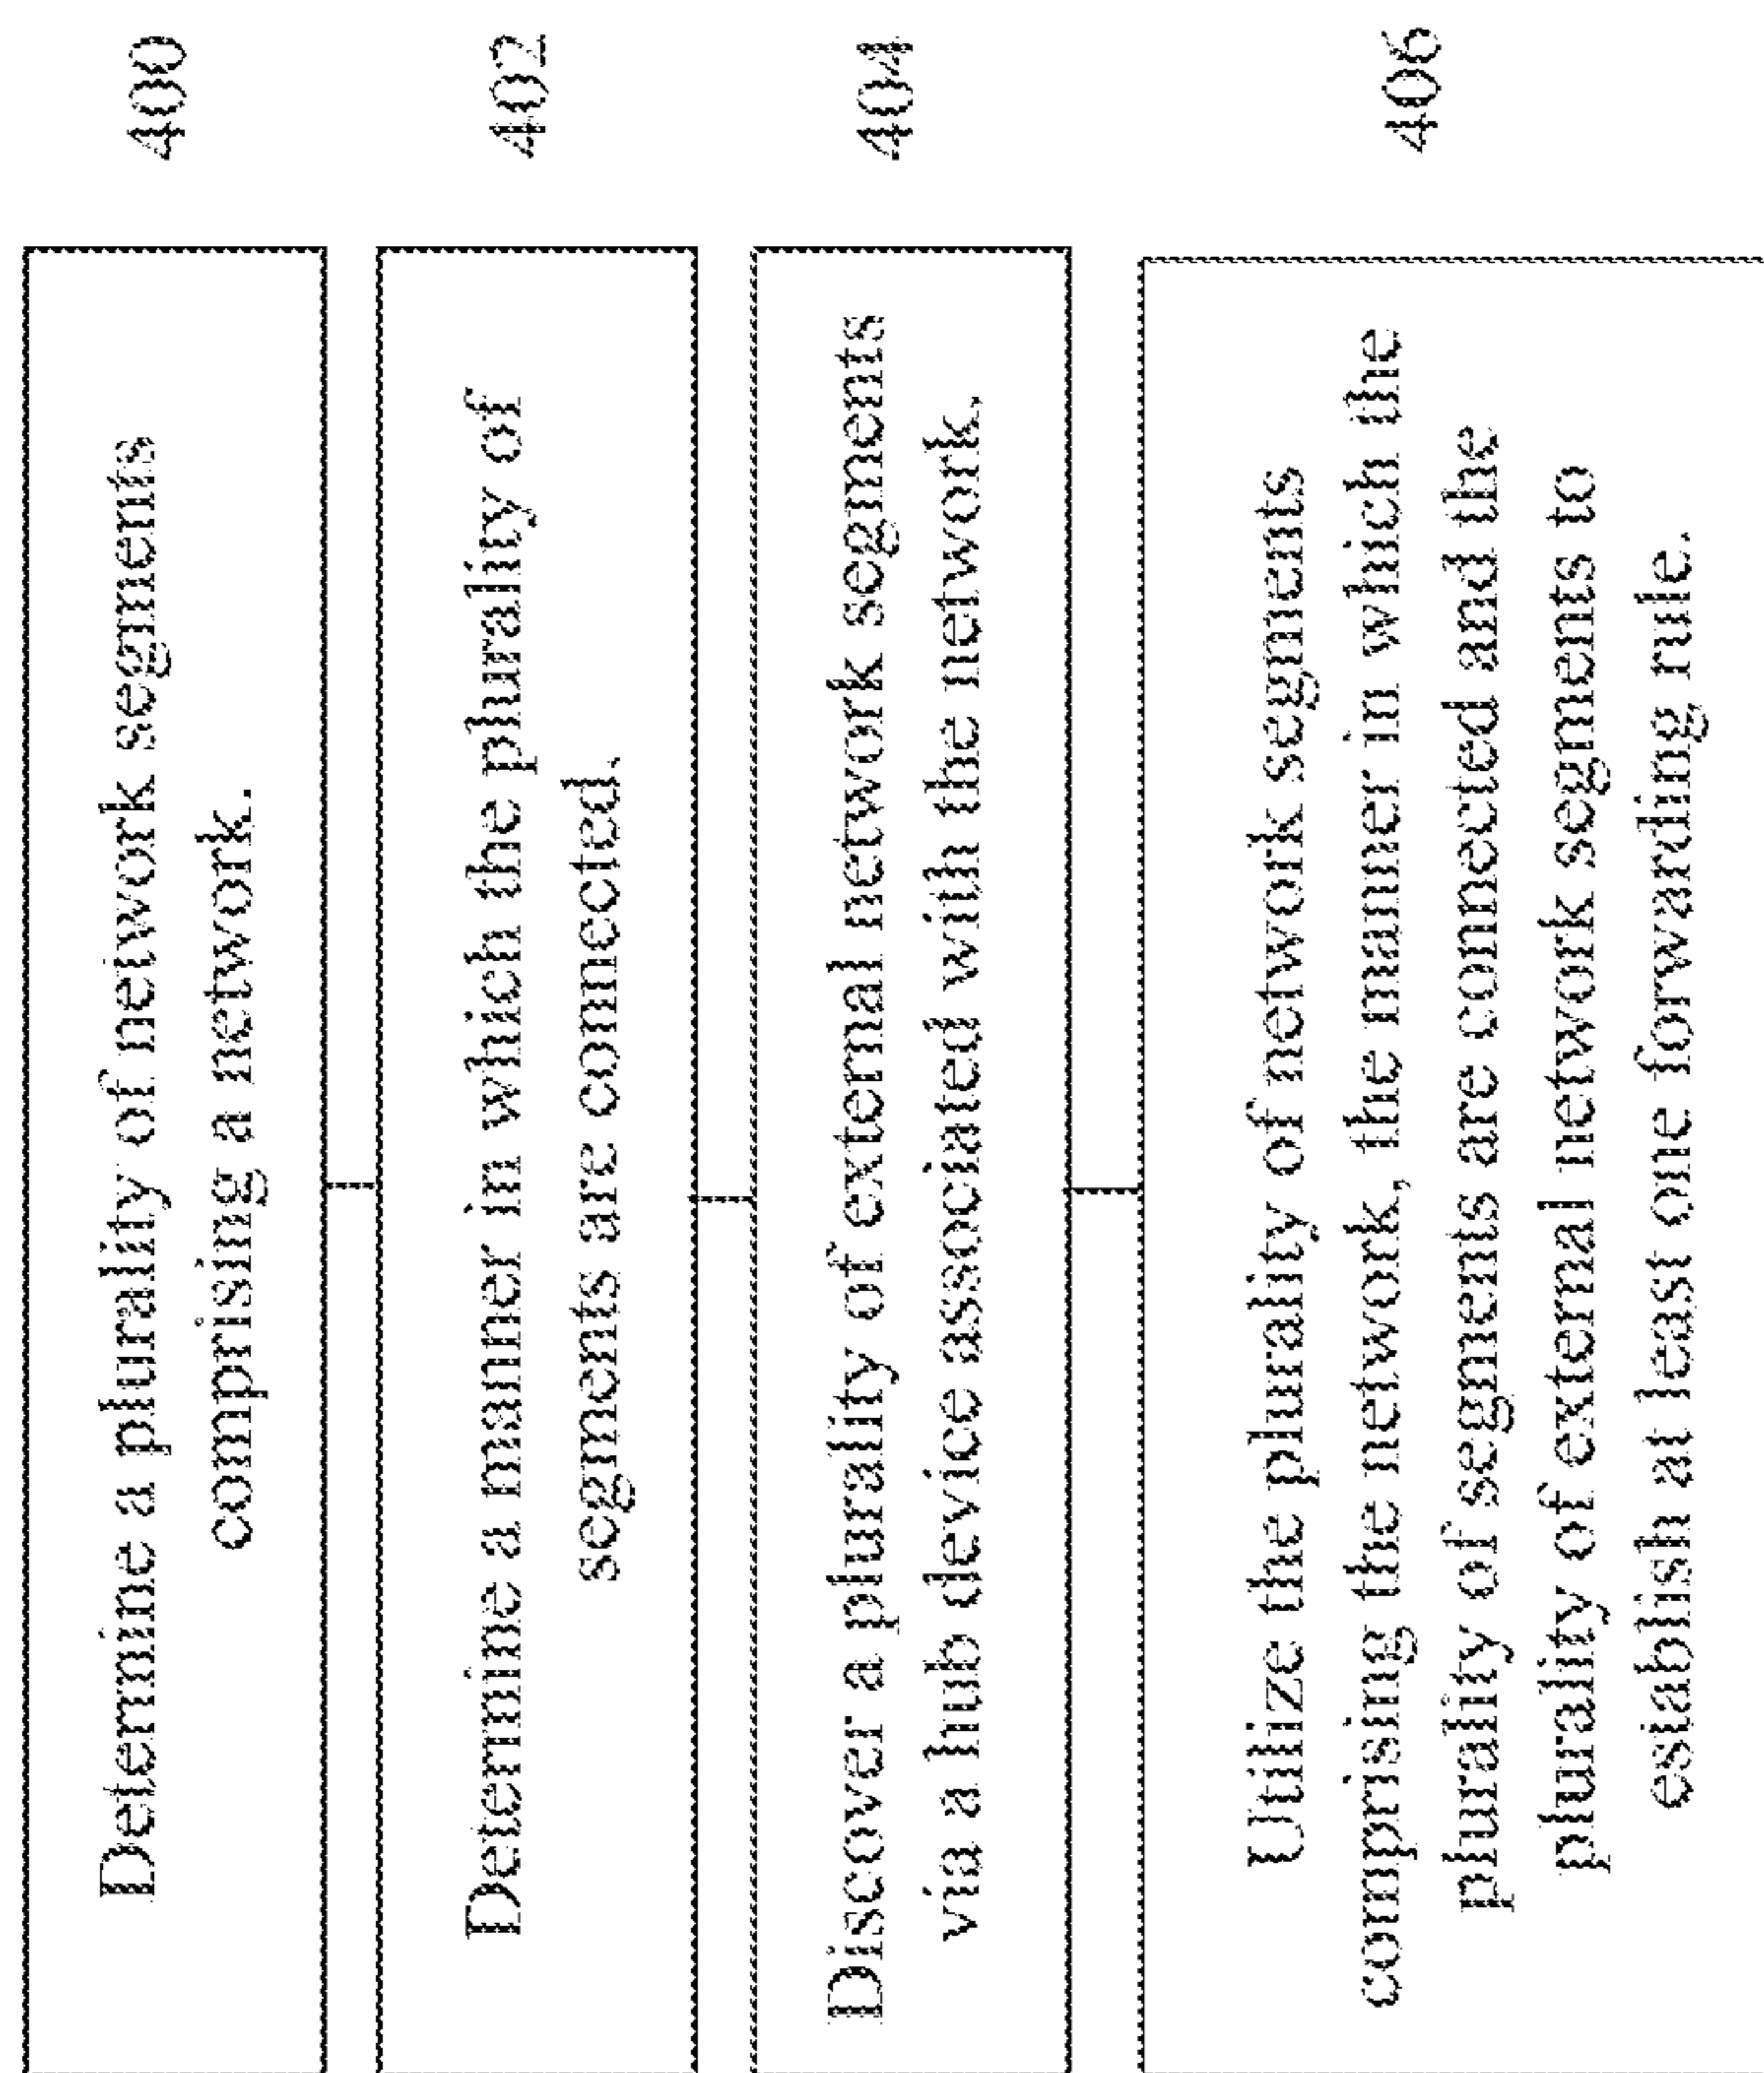 Determine a plurality of network segments
comprising a network.
400
Determine a manner in which the plurality of
segments are connected.
402
Discover a plurality of external network segments
via a hub device associated with the network.
404
Utilize the plurality of network segments
comprising the network, the manner in which the
plurality of segments are connected and the
plurality of external network segments to
establish at least one forwarding rule.
406